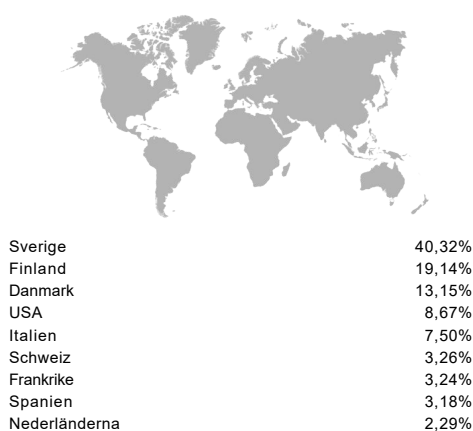 Sverige 40,32%
Finland 19,14%
Danmark 13,15%
USA 8,67%
Italien 7,50%
Schweiz 3,26%
Frankrike 3,24%
Spanien 3,18%
Nederländerna 2,29%